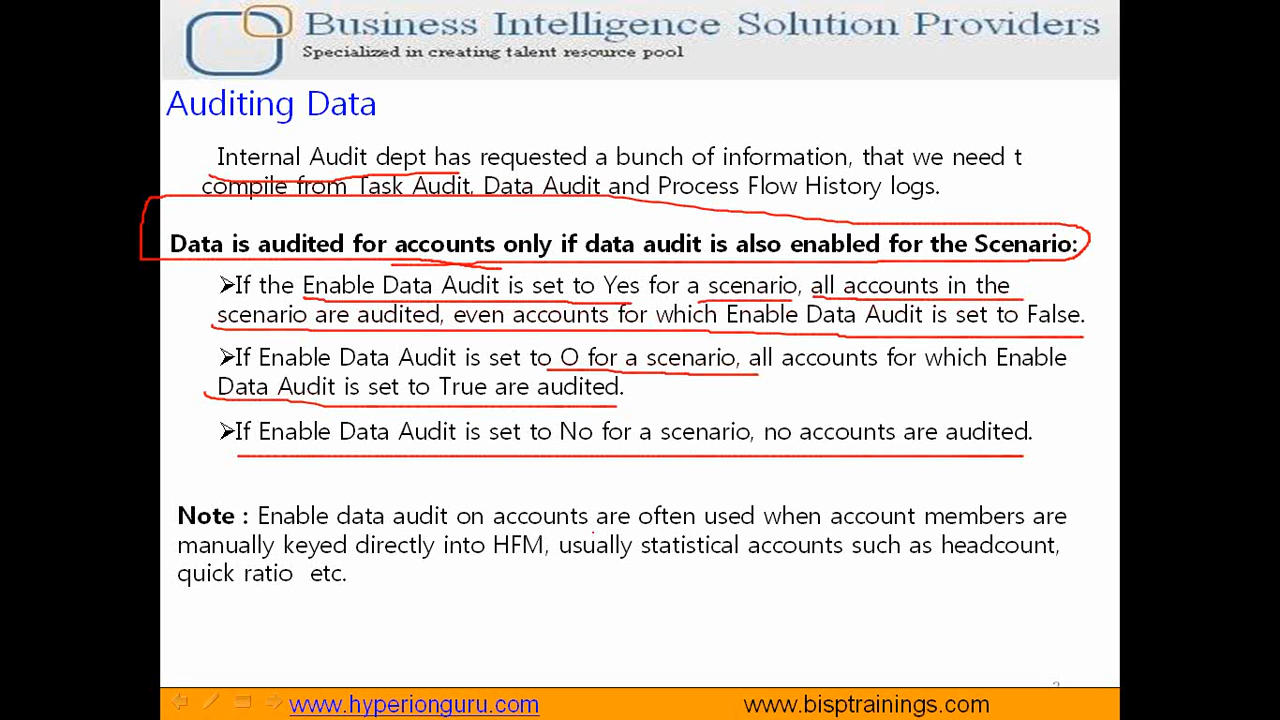 Business Intelligence Solution Providers
Specialized in creating talent resource pool
Auditing Data
Internal Audit dept has requested a bunch of information, that we need t
compile from Task Audit, Data Audit and Process Flow History logs.
Data is audited for accounts only if data audit is also enabled for the Scenario:
➢If the Enable Data Audit is set to Yes for a scenario, all accounts in the
scenario are audited, even accounts for which Enable Data Audit is set to False.
➢If Enable Data Audit is set to O for a scenario, all accounts for which Enable
Data Audit is set to True are audited.
➢If Enable Data Audit is set to No for a scenario, no accounts are audited.
Note : Enable data audit on accounts are often used when account members are
manually keyed directly into HFM, usually statistical accounts such as headcount,
quick ratio etc.
www.hyperionguru.com www.bisptrainings.com